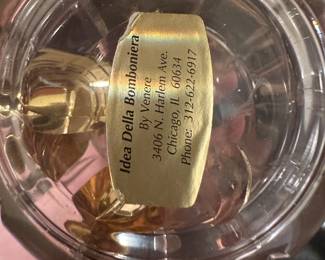 Idea Della Bomboniera
By Venere
3406 N. Harlem Ave.
Chicago, IL 60634
Phone: 312-622-6917